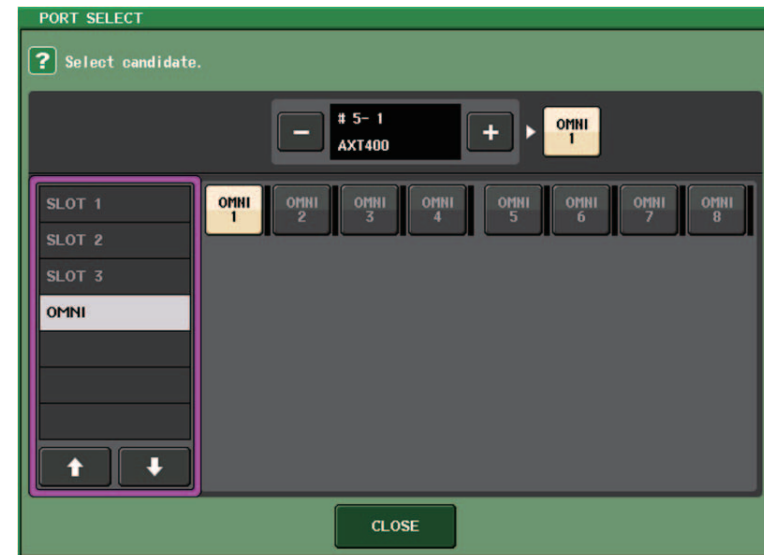 PORT SELECT
? Select candidate.
# 5- 1
AXT400
OMNI
1
SLOT 1
SLOT 2
SLOT 3
OMNI
OMNI 1 OMNI 2 OMNI 3 OMNI 4 OMNI 5 OMNI 6 OMNI 7 OMNI 8
CLOSE